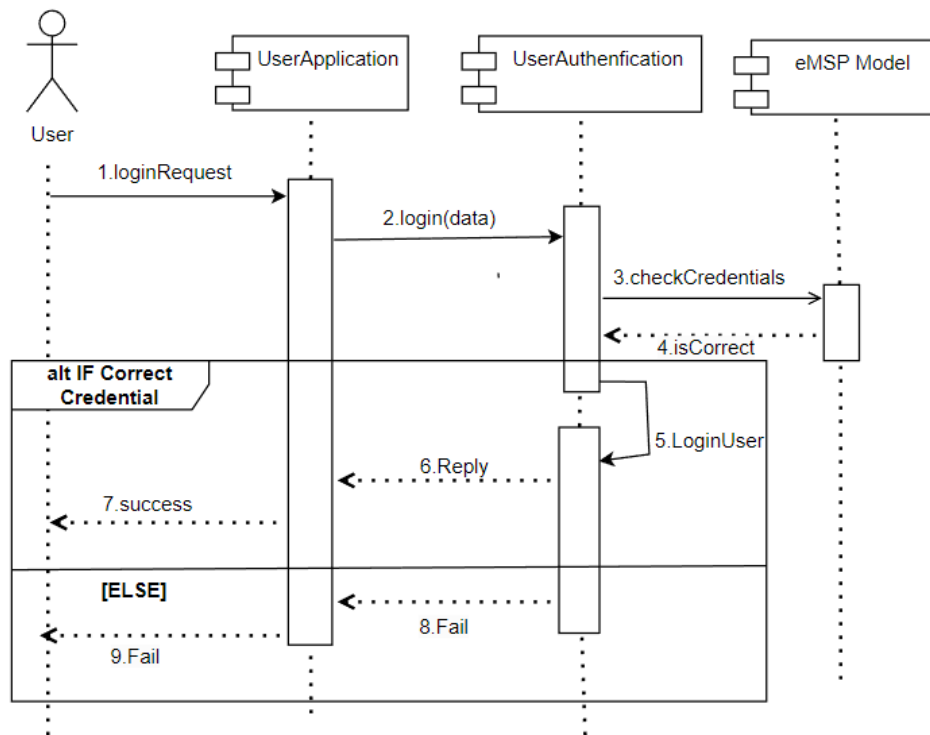 UserApplication
UserAuthenfication
eMSP Model
User
1.loginRequest
2.login(data)
3.checkCredentials
4.isCorrect
alt IF Correct
Credential
5.LoginUser
6.Reply
7.success
[ELSE]
8.Fail
9.Fail